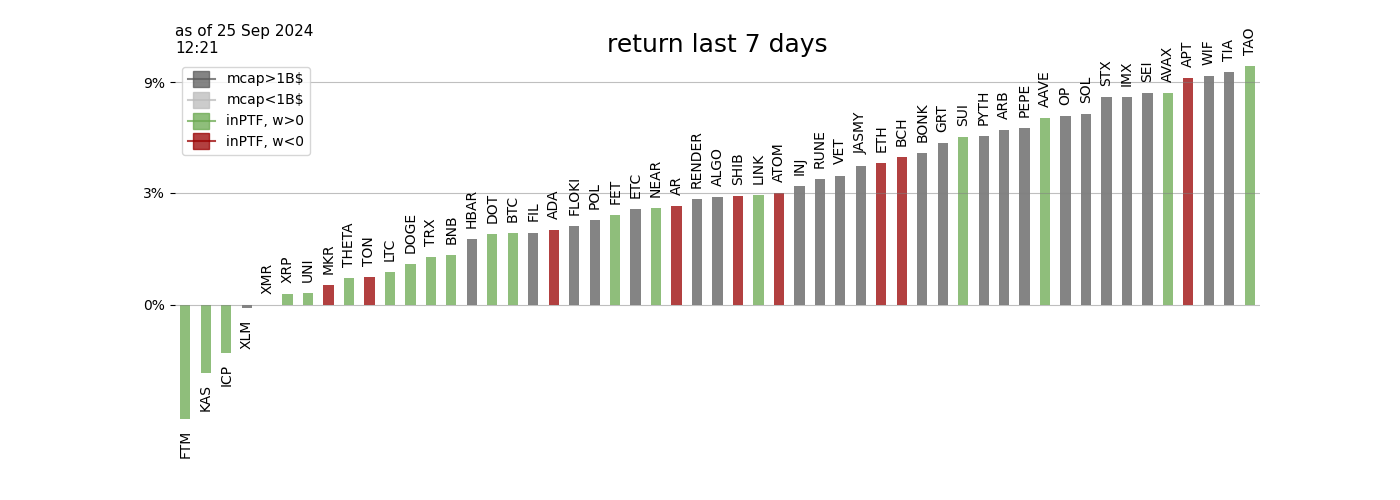 as of 25 Sep 2024
12:21
return last 7 days
mcap>1B$
mcap<1B$
inPTF, w>0
inPTF, w<0
9%
3%
0%
FTM
KAS
ICP
XLM
XMR
XRP
UNI
MKR
THETA
TON
LTC
DOGE
TRX
BNB
HBAR
DOT
BTC
FIL
ADA
FLOKI
POL
FET
ETC
NEAR
AR
RENDER
ALGO
SHIB
LINK
ATOM
INJ
RUNE
VET
JASMY
ETH
BCH
BONK
GRT
SUI
PYTH
ARB
PEPE
AAVE
OP
SOL
STX
IMX
SEI
AVAX
APT
WIF
TIA
TAO